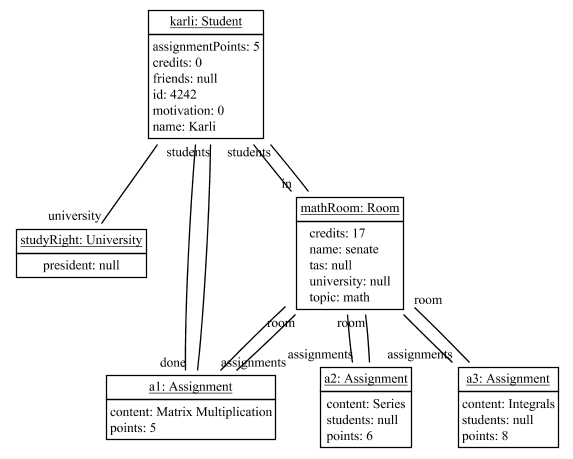 karli: Student
assignmentPoints: 5
credits: 0
friends: null
id: 4242
motivation: 0
name: Karli
students
students
in
university
studyRight: University
president: null
mathRoom: Room
credits: 17
name: senate
tas: null
university: null
topic: math
room
room
room
done
assignments
assignments
assignments
a1: Assignment
content: Matrix Multiplication
points: 5
a2: Assignment
content: Series
students: null
points: 6
a3: Assignment
content: Integrals
students: null
points: 8